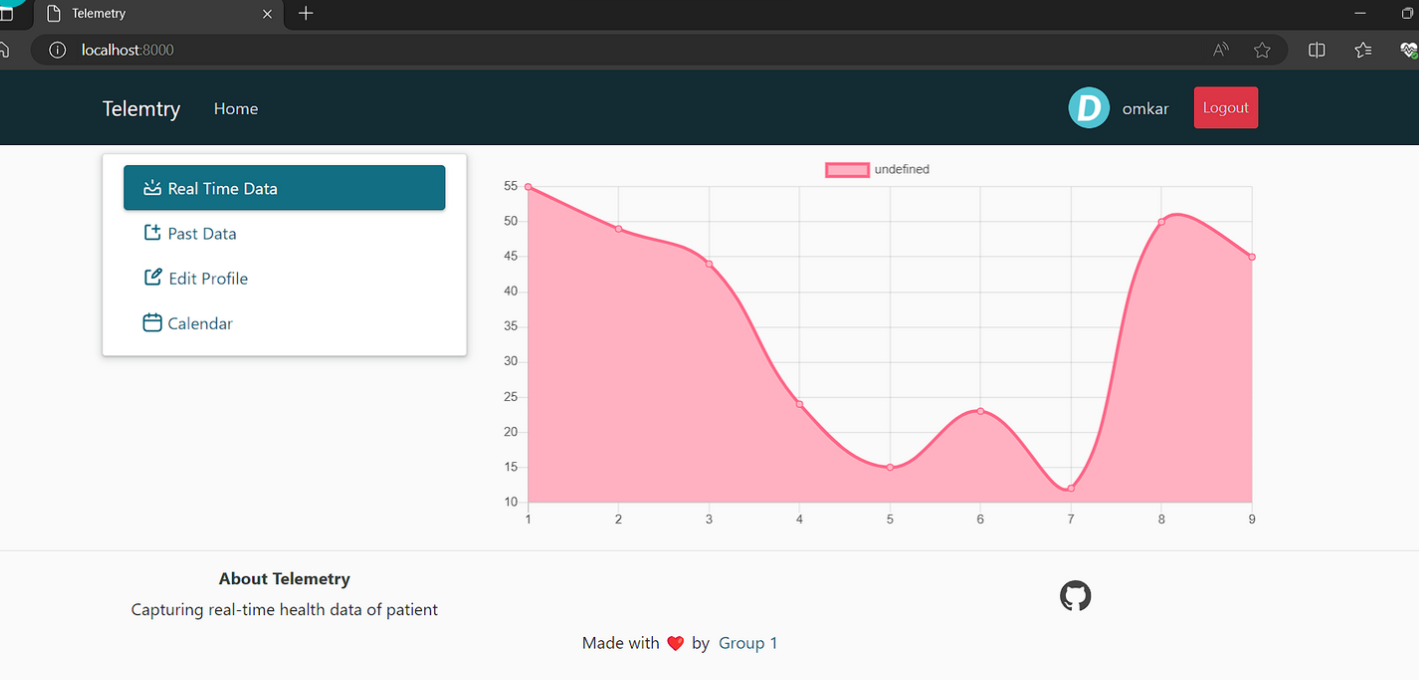 Telemetry
localhost:8000
Telemtry Home D omkar Logout
Real Time Data
Past Data
Edit Profile
Calendar
undefined
55
50
45
40
35
30
25
20
15
10
1 2 3 4 5 6 7 8 9
About Telemetry
Capturing real-time health data of patient
Made with ❤️ by Group 1